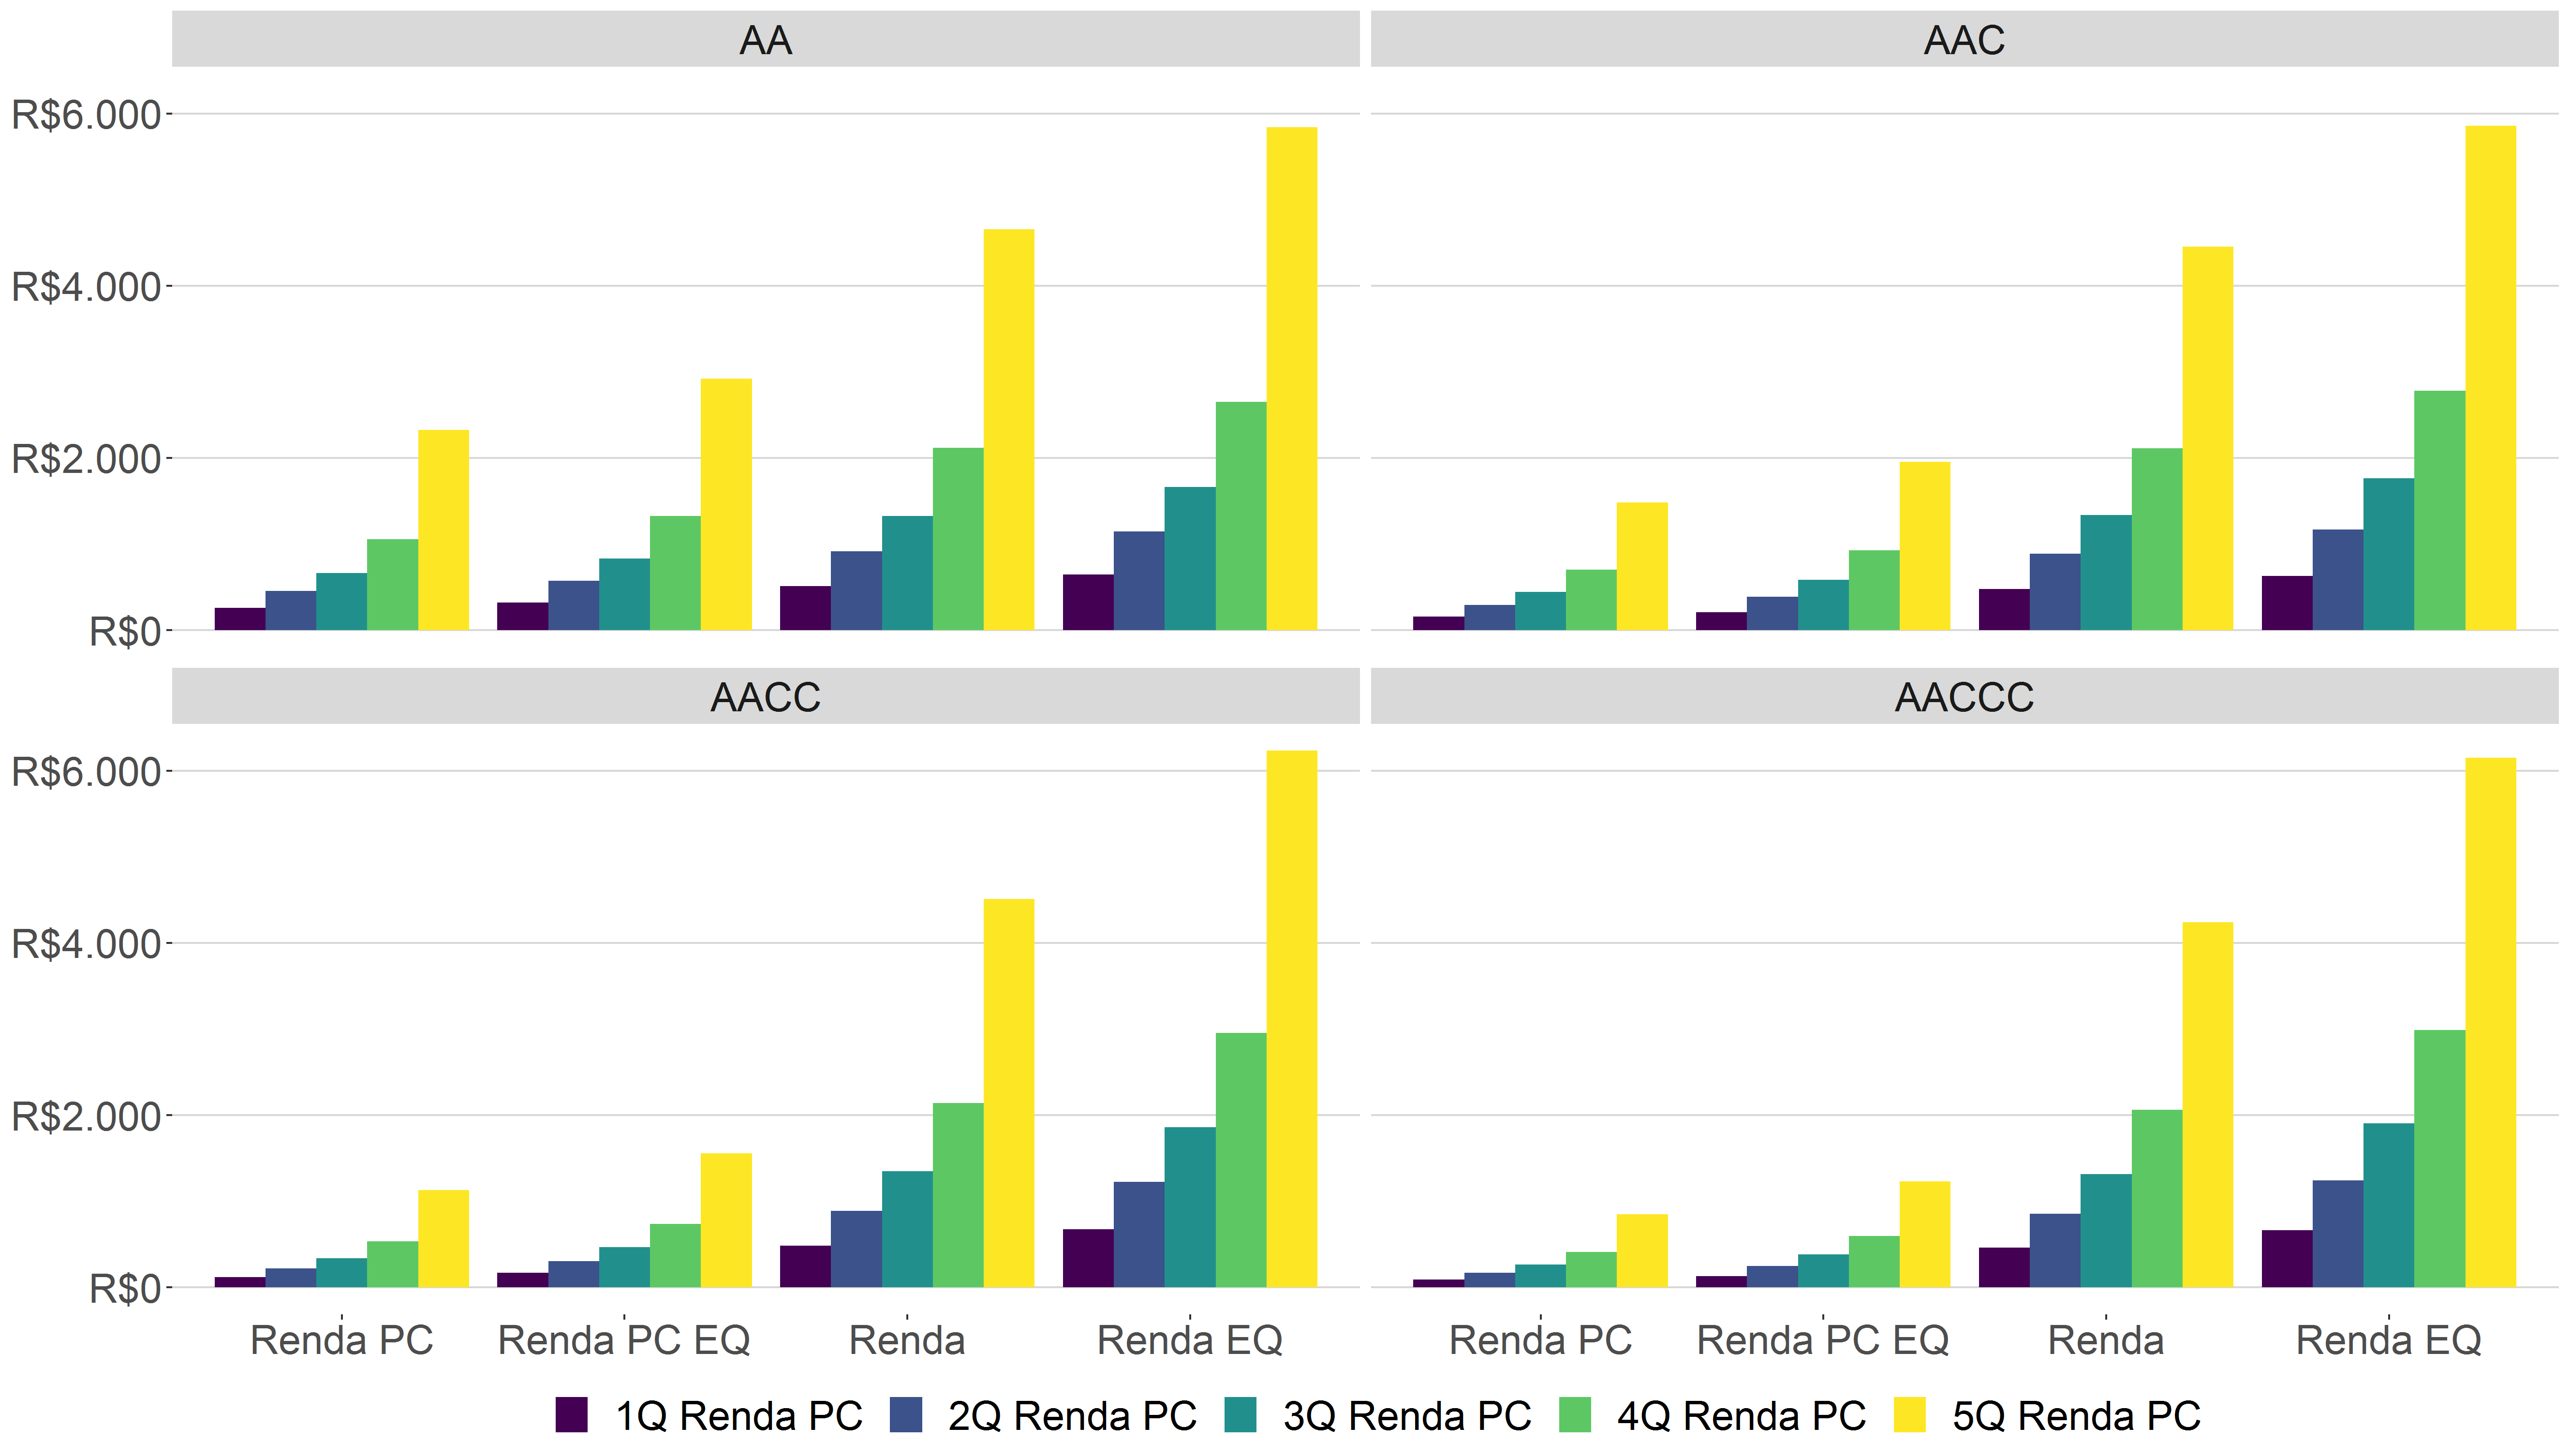 AA
AAC
R$6.000
R$4.000
R$2.000
R$0
AACC
AACCC
R$6.000
R$4.000
R$2.000
R$0
Renda PC Renda PC EQ Renda Renda EQ
Renda PC Renda PC EQ Renda Renda EQ
1Q Renda PC 2Q Renda PC 3Q Renda PC 4Q Renda PC 5Q Renda PC